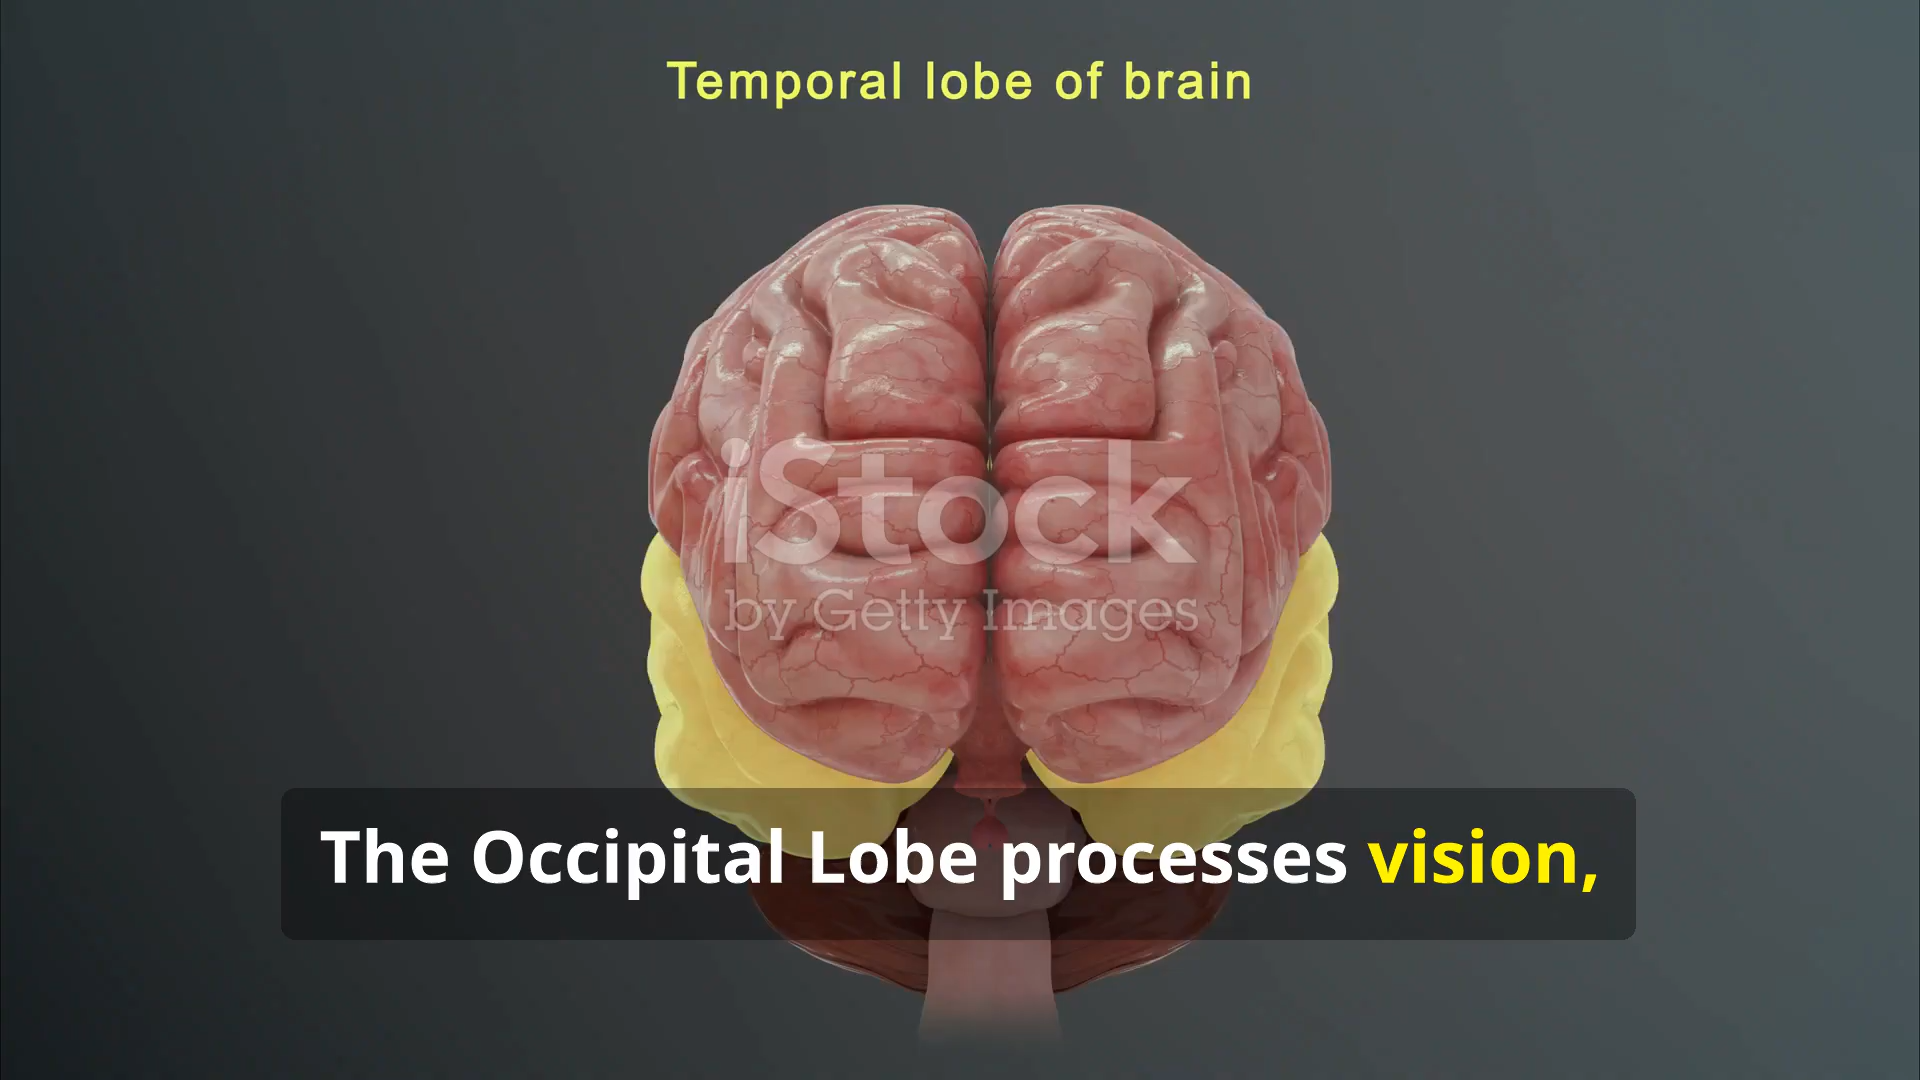 Temporal lobe of brain
iStock
by Getty Images
The Occipital Lobe processes vision,